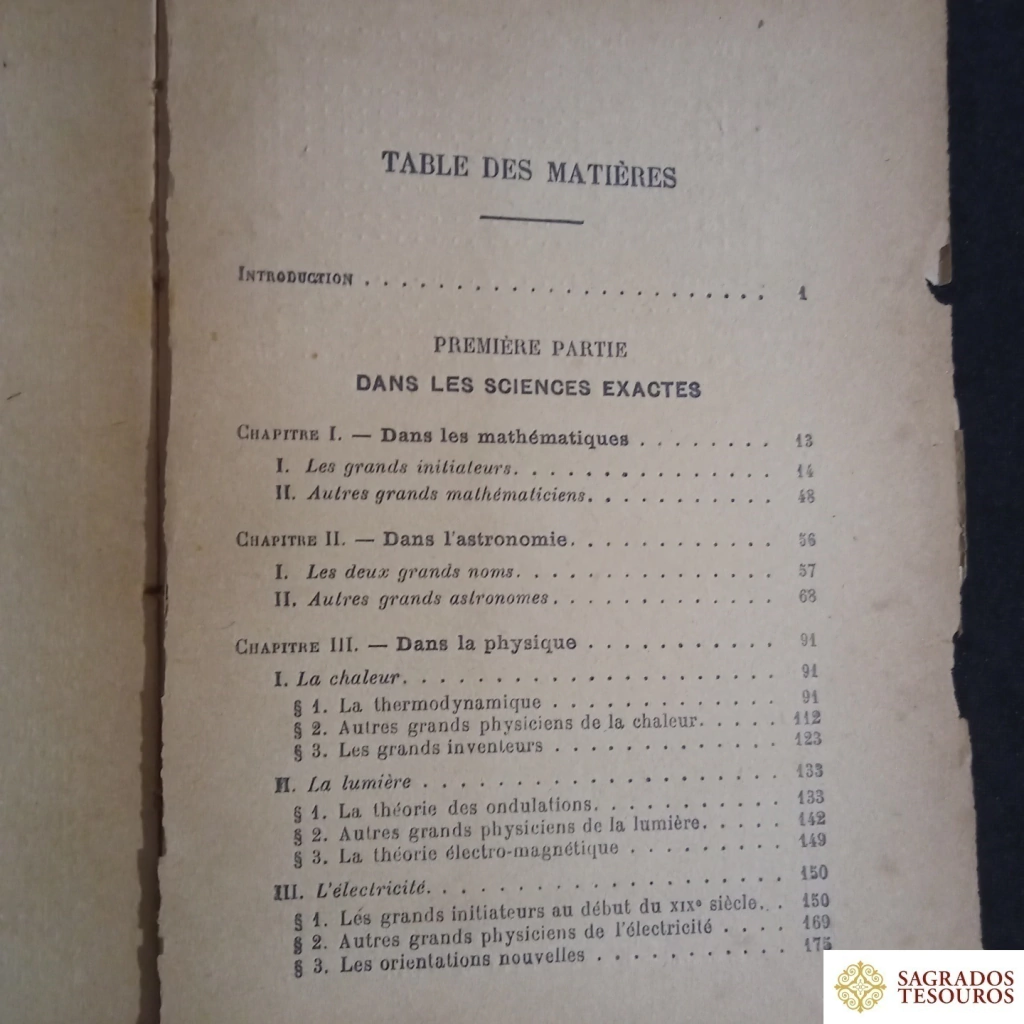 TABLE DES MATIÈRES
INTRODUCTION . . . . . . . . . . . . . . . . . . . . . . 1
PREMIÈRE PARTIE
DANS LES SCIENCES EXACTES
CHAPITRE I. — Dans les mathématiques . . . . . . . . 13
I. Les grands initiateurs. . . . . . . . . . . . . . . 14
II. Autres grands mathématiciens. . . . . . . . . . . 48
CHAPITRE II. — Dans l'astronomie. . . . . . . . . . . . 56
I. Les deux grands noms. . . . . . . . . . . . . . . 57
II. Autres grands astronomes. . . . . . . . . . . . . 68
CHAPITRE III. — Dans la physique . . . . . . . . . . . 91
I. La chaleur. . . . . . . . . . . . . . . . . . . . . 91
§ 1. La thermodynamique . . . . . . . . . . . . . 91
§ 2. Autres grands physiciens de la chaleur. . . . . 112
§ 3. Les grands inventeurs . . . . . . . . . . . . 123
II. La lumière . . . . . . . . . . . . . . . . . . . . 133
§ 1. La théorie des ondulations. . . . . . . . . . . 133
§ 2. Autres grands physiciens de la lumière. . . . . 142
§ 3. La théorie électro-magnétique . . . . . . . . . 149
III. L'électricité. . . . . . . . . . . . . . . . . . . 150
§ 1. Les grands initiateurs au début du XIXe siècle. . 150
§ 2. Autres grands physiciens de l'électricité . . . . 169
§ 3. Les orientations nouvelles . . . . . . . . . . . 175
SAGRADOS
TESOUROS